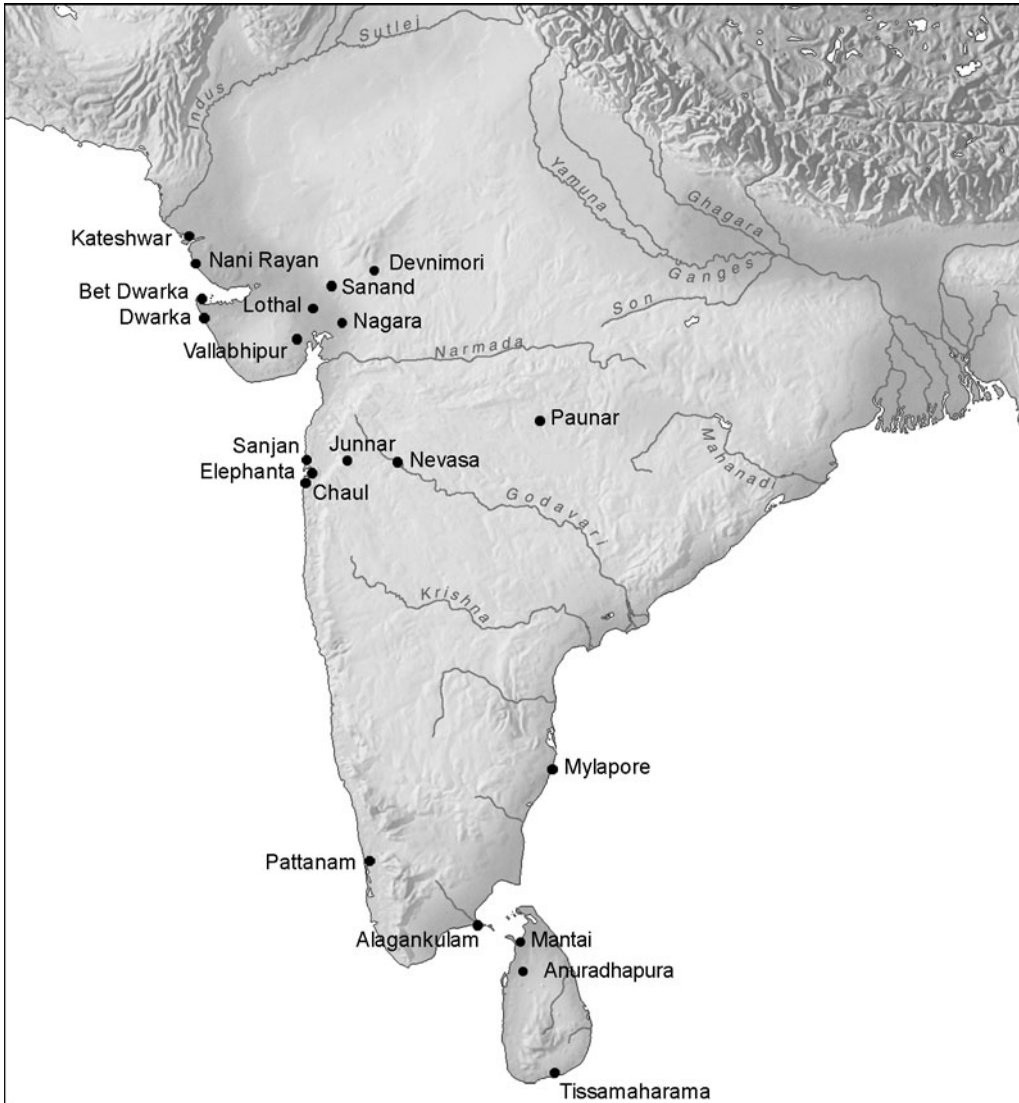 Sutlej
Indus
Yamuna
Ghagara
Kateshwar
Nani Rayan
Devnimori
Ganges
Sanand
Bet Dwarka
Lothal
Son
Dwarka
Nagara
Vallabhipur
Narmada
Paunar
Sanjan
Junnar
Nevasa
Elephanta
Chaul
Mahanadi
Godavari
Krishna
Mylapore
Pattanam
Alagankulam
Mantai
Anuradhapura
Tissamaharama